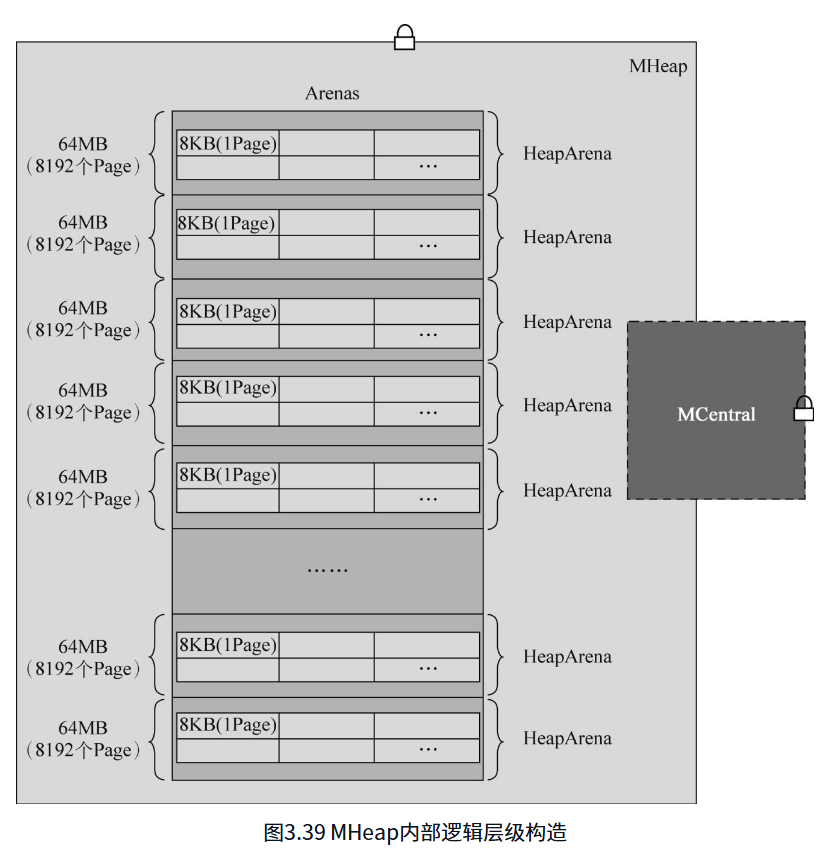 MHeap
Arenas
64MB
(8192个Page)
8KB(1Page)
…
HeapArena
64MB
(8192个Page)
8KB(1Page)
…
HeapArena
64MB
(8192个Page)
8KB(1Page)
…
HeapArena
64MB
(8192个Page)
8KB(1Page)
…
HeapArena
MCentral
64MB
(8192个Page)
8KB(1Page)
…
HeapArena
……
64MB
(8192个Page)
8KB(1Page)
…
HeapArena
64MB
(8192个Page)
8KB(1Page)
…
HeapArena
图3.39 MHeap内部逻辑层级构造